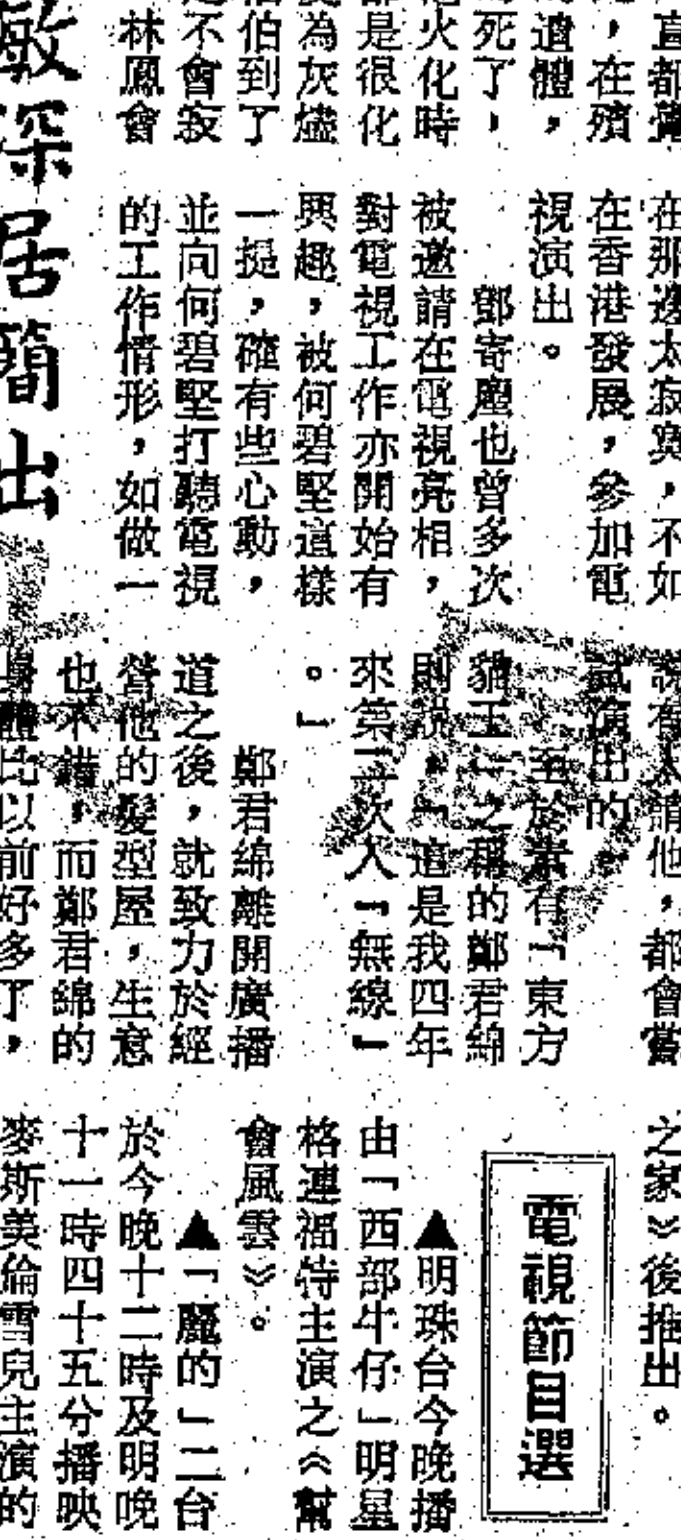 直都覺
，在殯
遺體，
死了，
火化時
是很化
為灰燼
伯到了
不會寂
林鳳會
在那邊太寂寞，不如
在香港發展，參加電
視演出。
鄧寄塵也曾多次
被邀請在電視亮相，
對電視工作亦開始有
興趣，被何碧堅這樣
一提，確有些心動，
並向何碧堅打聽電視
的工作情形，如做一
深居簡出
請他，都會嘗
試演出的。
至於素有「東方
貓王」之稱的鄭君綿
則說，「這是我四年
來第二次入「無線」
。」
鄭君綿離開廣播
道之後，就致力於經
營他的髮型屋，生意
也不錯，而鄭君綿的
身體比以前好多了，
之家》後推出。
電視節目選
▲明珠台今晚播
由「西部牛仔」明星
格連福特主演之《幫
會風雲》。
▲「麗的」二台
於今晚十二時及明晚
十一時四十五分播映
麥斯美倫雪兒主演的